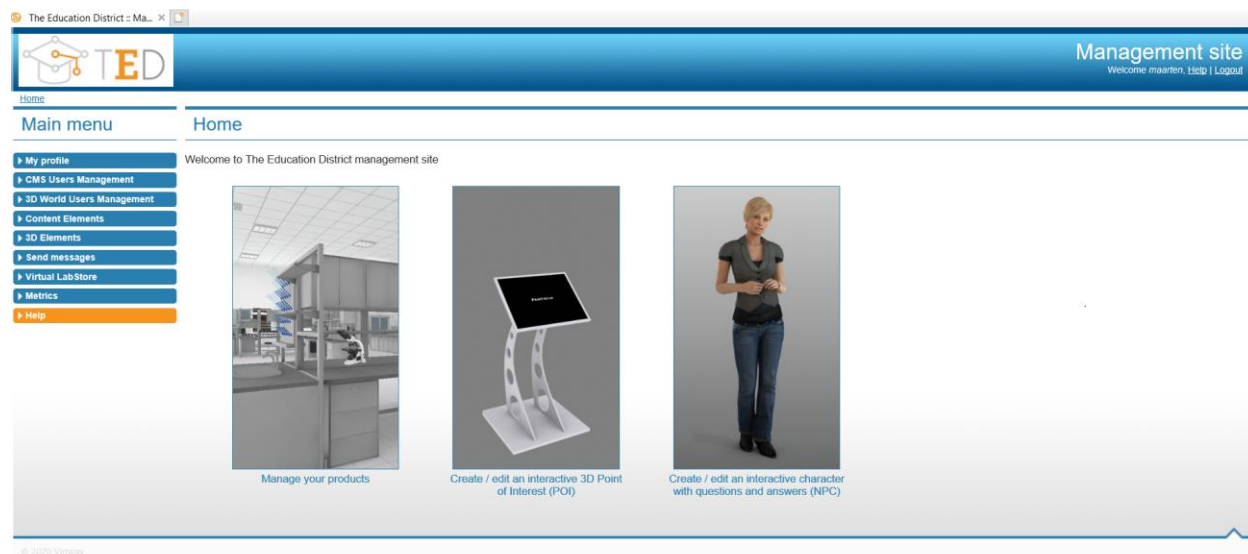 The Education District :: Ma...
TED
Management site
Welcome maarten, Help | Logout
Home
Main menu
Home
My profile
CMS Users Management
3D World Users Management
Content Elements
3D Elements
Send messages
Virtual LabStore
Metrics
Help
Welcome to The Education District management site
Manage your products
Create / edit an interactive 3D Point
of Interest (POI)
Create / edit an interactive character
with questions and answers (NPC)
© 2020 Virtway